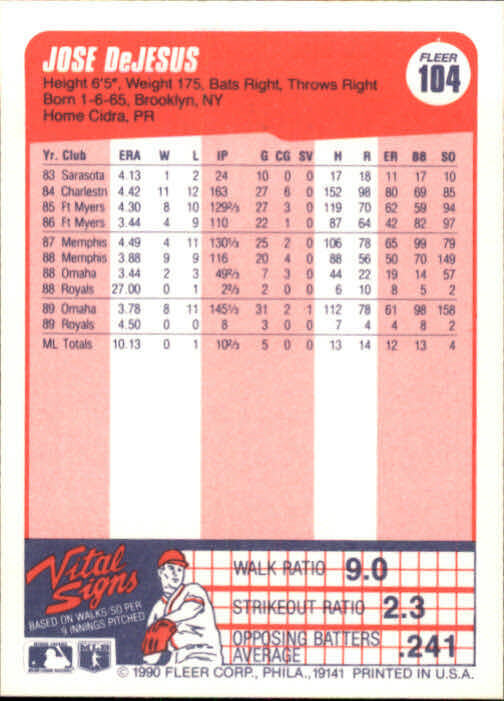 JOSE DeJESUS
FLEER
104
Height 6'5", Weight 175, Bats Right, Throws Right
Born 1-6-65, Brooklyn, NY
Home Cidra, PR
Yr. Club ERA W L IP G CG SV H R ER BB SO
83 Sarasota 4.13 1 2 24 10 0 0 17 18 11 17 10
84 Charlestn 4.42 11 12 163 27 6 0 152 98 80 69 85
85 Ft Myers 4.30 8 10 129⅔ 27 3 0 119 70 62 59 94
86 Ft Myers 3.44 4 9 110 22 1 0 87 64 42 82 97
87 Memphis 4.49 4 11 130⅓ 25 2 0 106 78 65 99 79
88 Memphis 3.88 9 9 116 20 4 0 88 56 50 70 149
88 Omaha 3.44 2 3 49⅔ 7 3 0 44 22 19 14 57
88 Royals 27.00 0 1 2⅔ 2 0 0 6 10 8 5 2
89 Omaha 3.78 8 11 145⅓ 31 2 1 112 78 61 98 158
89 Royals 4.50 0 0 8 3 0 0 7 4 4 8 2
ML Totals 10.13 0 1 10⅔ 5 0 0 13 14 12 13 4
Vital Signs
BASED ON WALKS/SO PER
9 INNINGS PITCHED
WALK RATIO 9.0
STRIKEOUT RATIO 2.3
OPPOSING BATTERS
AVERAGE .241
© 1990 FLEER CORP., PHILA., 19141 PRINTED IN U.S.A.